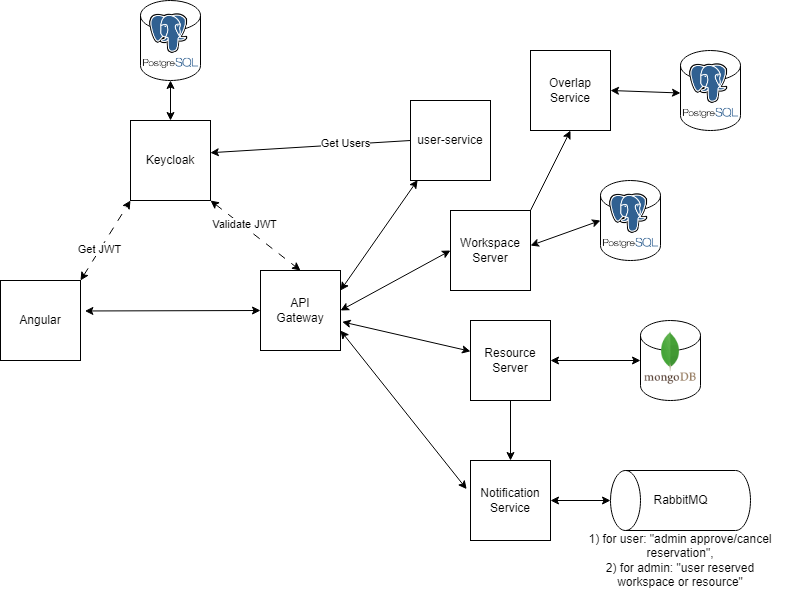 PostgreSQL
Overlap
Service
PostgreSQL
Keycloak
Get Users
user-service
PostgreSQL
Validate JWT
Get JWT
Workspace
Server
Angular
API
Gateway
Resource
Server
mongoDB
Notification
Service
RabbitMQ
1) for user: "admin approve/cancel
reservation",
2) for admin: "user reserved
workspace or resource"